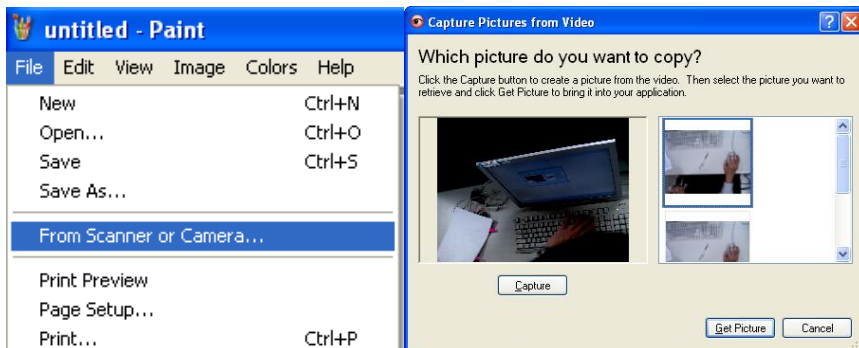 untitled - Paint
File Edit View Image Colors Help
New Ctrl+N
Open... Ctrl+O
Save Ctrl+S
Save As...
From Scanner or Camera...
Print Preview
Page Setup...
Print... Ctrl+P
Capture Pictures from Video
Which picture do you want to copy?
Click the Capture button to create a picture from the video. Then select the picture you want to
retrieve and click Get Picture to bring it into your application.
Capture
Get Picture Cancel